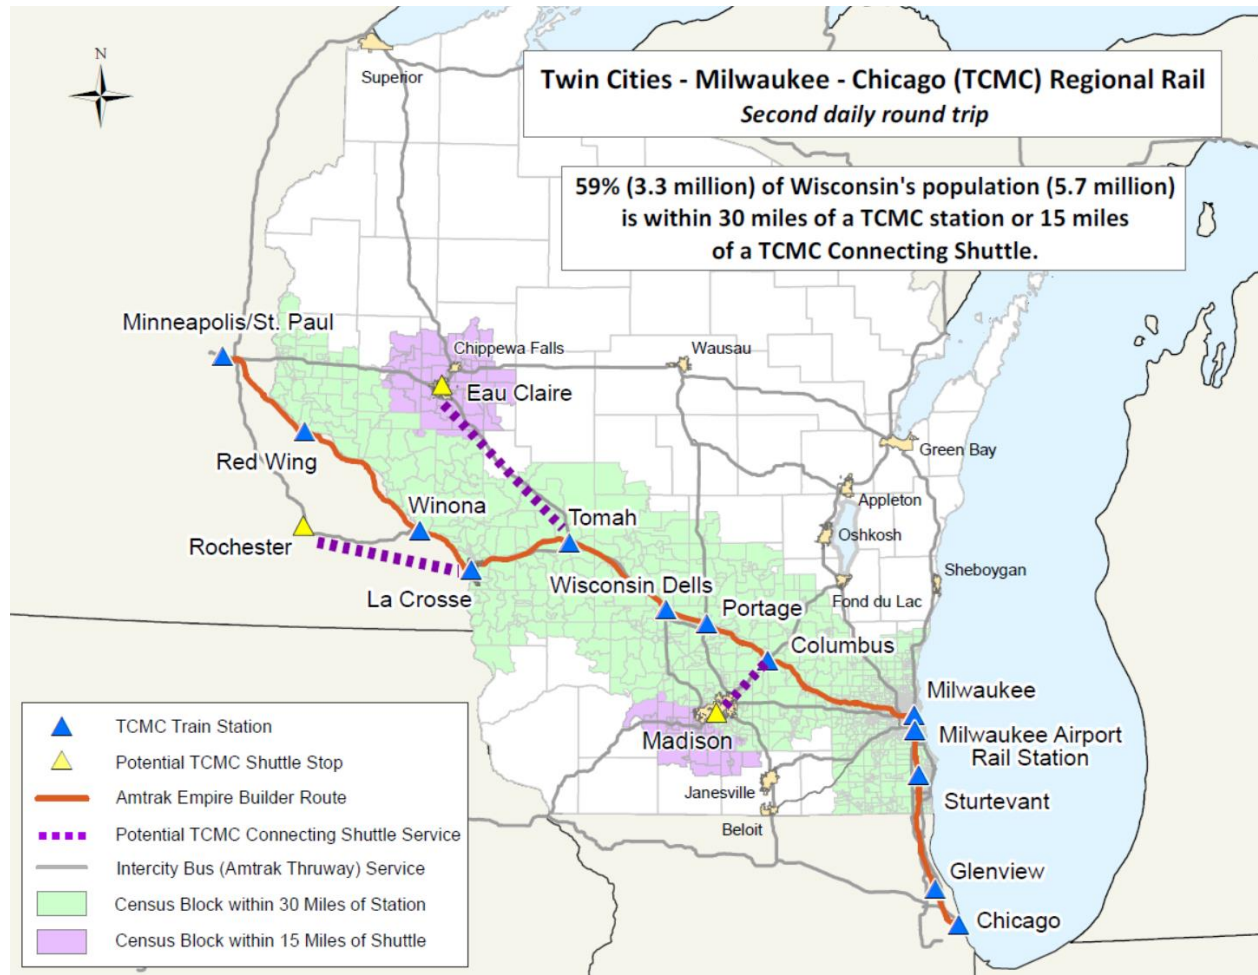 N
Superior
Twin Cities - Milwaukee - Chicago (TCMC) Regional Rail
Second daily round trip
59% (3.3 million) of Wisconsin's population (5.7 million)
is within 30 miles of a TCMC station or 15 miles
of a TCMC Connecting Shuttle.
Minneapolis/St. Paul
Chippewa Falls
Wausau
Eau Claire
Green Bay
Red Wing
Appleton
Winona
Oshkosh
Tomah
Rochester
Sheboygan
Wisconsin Dells
La Crosse
Fond du Lac
Portage
Columbus
Milwaukee
Madison
Milwaukee Airport
Rail Station
Janesville
Sturtevant
Beloit
Glenview
Chicago
TCMC Train Station
Potential TCMC Shuttle Stop
Amtrak Empire Builder Route
Potential TCMC Connecting Shuttle Service
Intercity Bus (Amtrak Thruway) Service
Census Block within 30 Miles of Station
Census Block within 15 Miles of Shuttle